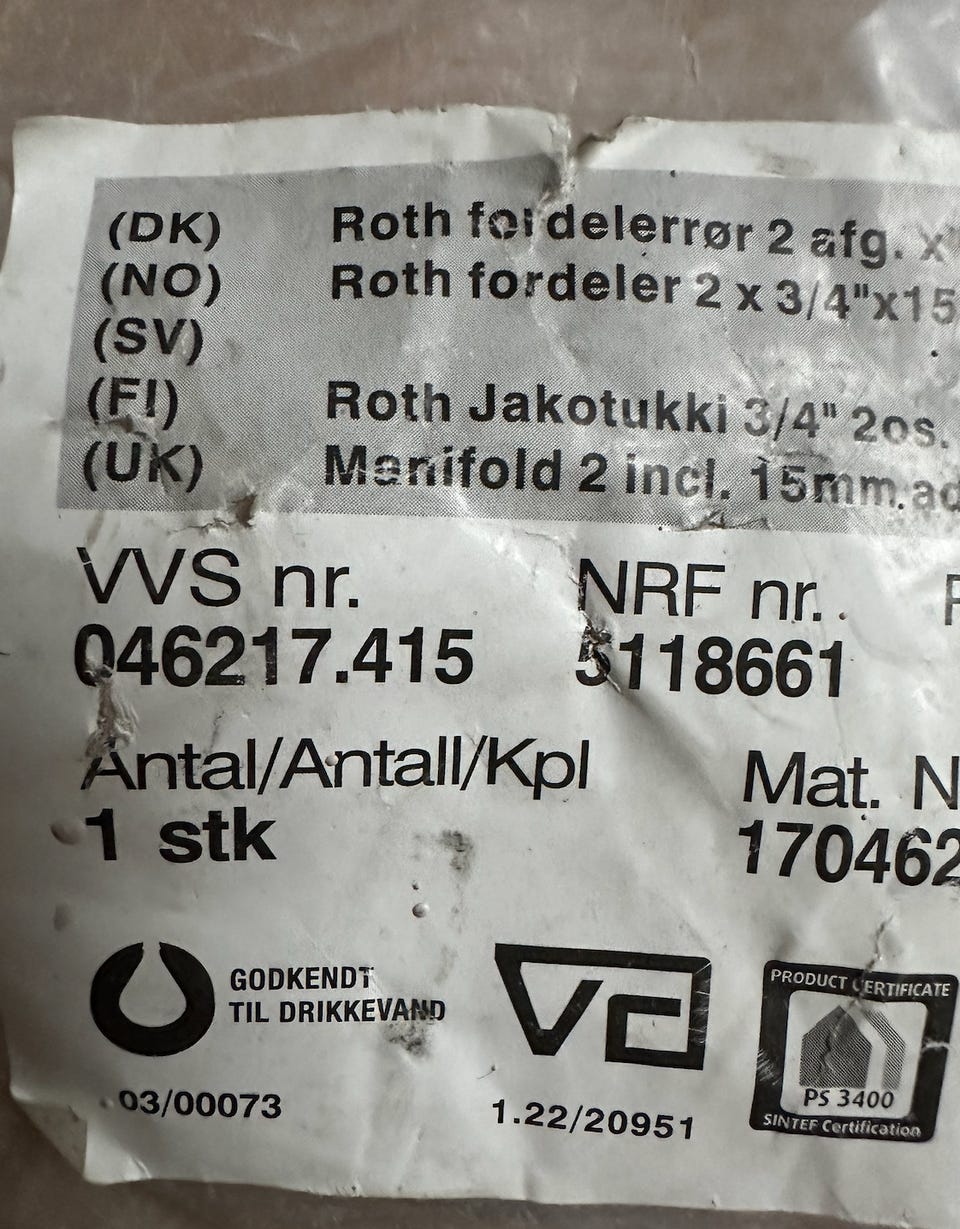 (DK) Roth fordelerrør 2 afg. x
(NO) Roth fordeler 2 x 3/4"x15
(SV)
(FI) Roth Jakotukki 3/4" 2os.
(UK) Manifold 2 incl. 15mm.ad
VVS nr. NRF nr..
046217.415 5118661
Antal/Antall/Kpl Mat. N
1 stk 170462
GODKENDT
TIL DRIKKEVAND
03/00073
VA
1.22/20951
PRODUCT CERTIFICATE
PS 3400
SINTEF Certification